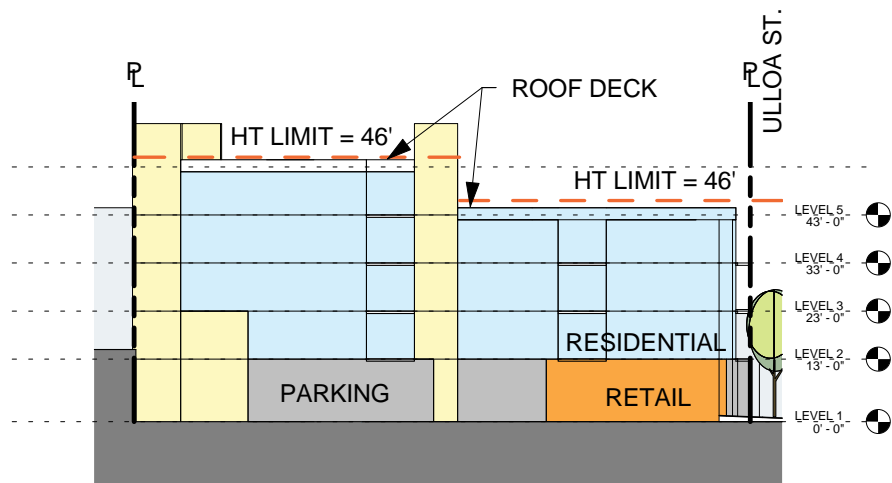 ULLOA ST.
PL
PL
ROOF DECK
HT LIMIT = 46'
HT LIMIT = 46'
LEVEL 5
43' - 0"
LEVEL 4
33' - 0"
LEVEL 3
23' - 0"
RESIDENTIAL
LEVEL 2
13' - 0"
PARKING
RETAIL
LEVEL 1
0' - 0"